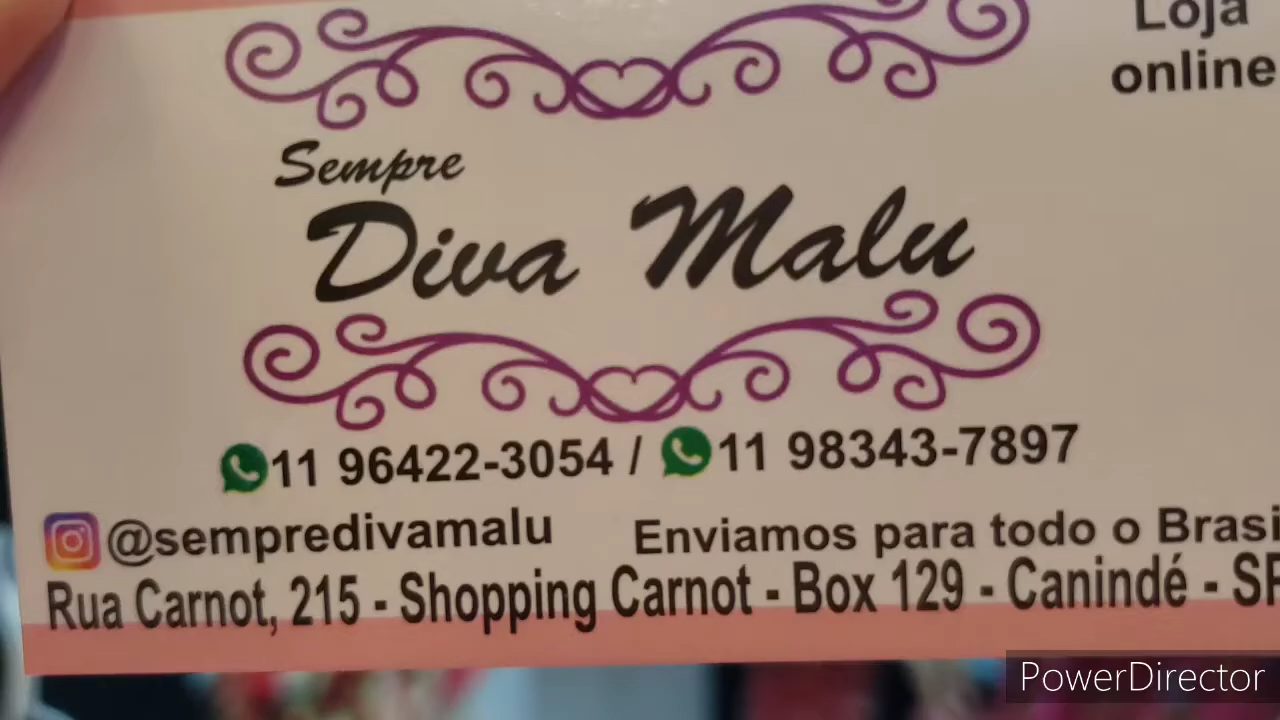 Loja
online
Sempre
Diva Malu
11 96422-3054 / 11 98343-7897
@sempredivamalu Enviamos para todo o Brasi
Rua Carnot, 215 - Shopping Carnot - Box 129 - Canindé - SP
PowerDirector